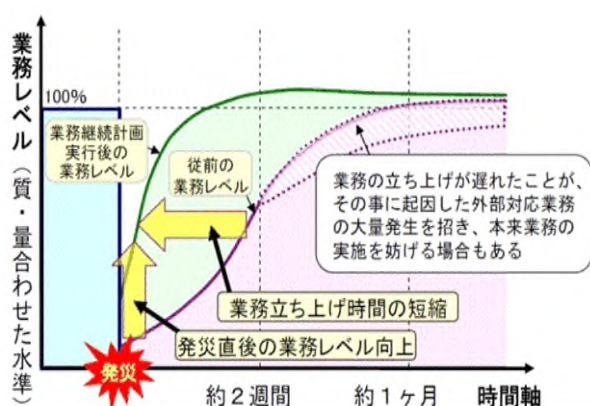 業務レベル（質・量合わせた水準）
100%
業務継続計画
実行後の
業務レベル
従前の
業務レベル
業務の立ち上げが遅れたことが、
その事に起因した外部対応業務
の大量発生を招き、本来業務の
実施を妨げる場合もある
業務立ち上げ時間の短縮
発災直後の業務レベル向上
発災
約２週間
約１ヶ月
時間軸